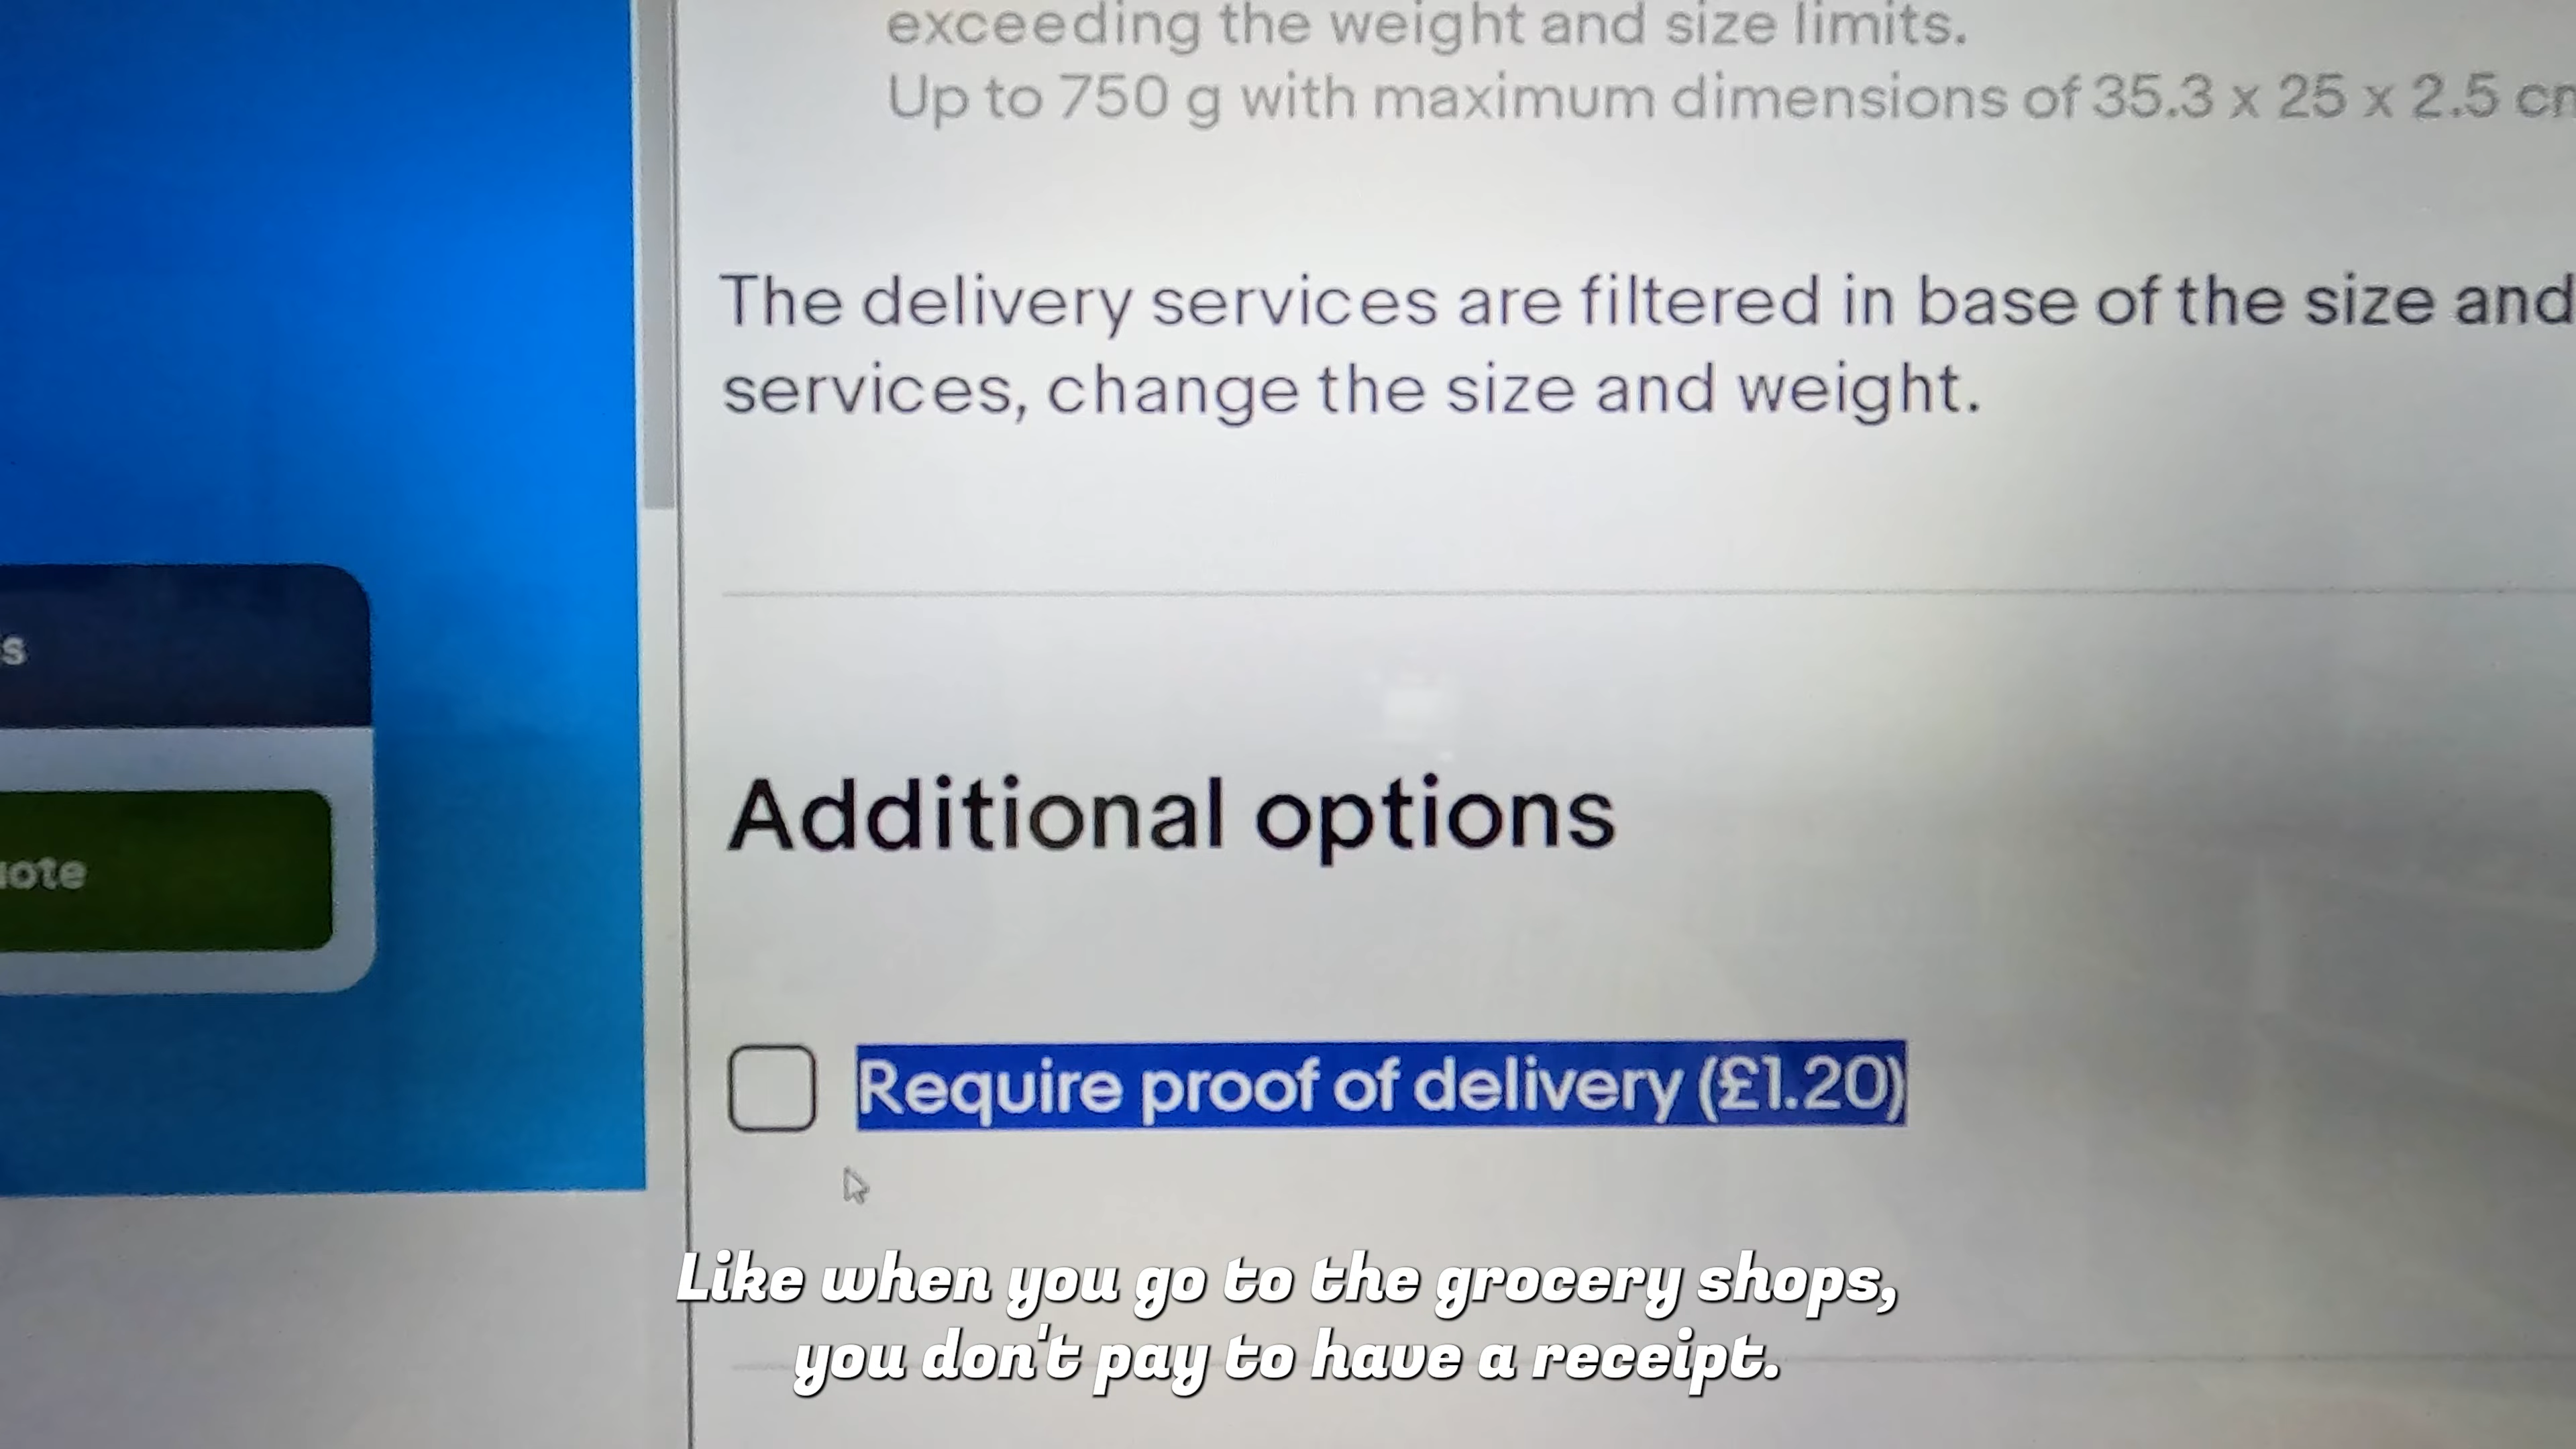 exceeding the weight and size limits.
Up to 750 g with maximum dimensions of 35.3 x 25 x 2.5
The delivery services are filtered in base of the size and
services, change the size and weight.
Additional options
Require proof of delivery (£1.20)
Like when you go to the grocery shops,
you don't pay to have a receipt.